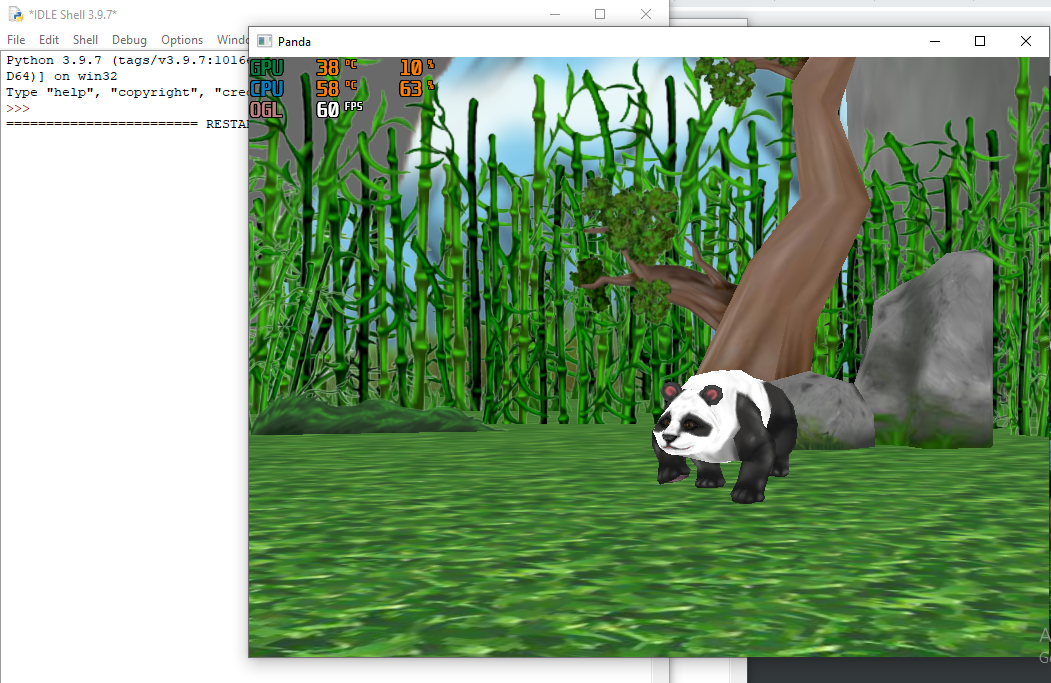 *IDLE Shell 3.9.7*
File Edit Shell Debug Options
Python 3.9.7 (tags/v3.9.7:1016
D64)] on win32
Type "help", "copyright", "cre
>>>
======================== RESTA
Panda
GPU 38 °C 10 %
CPU 58 °C 63 %
OGL 60 FPS